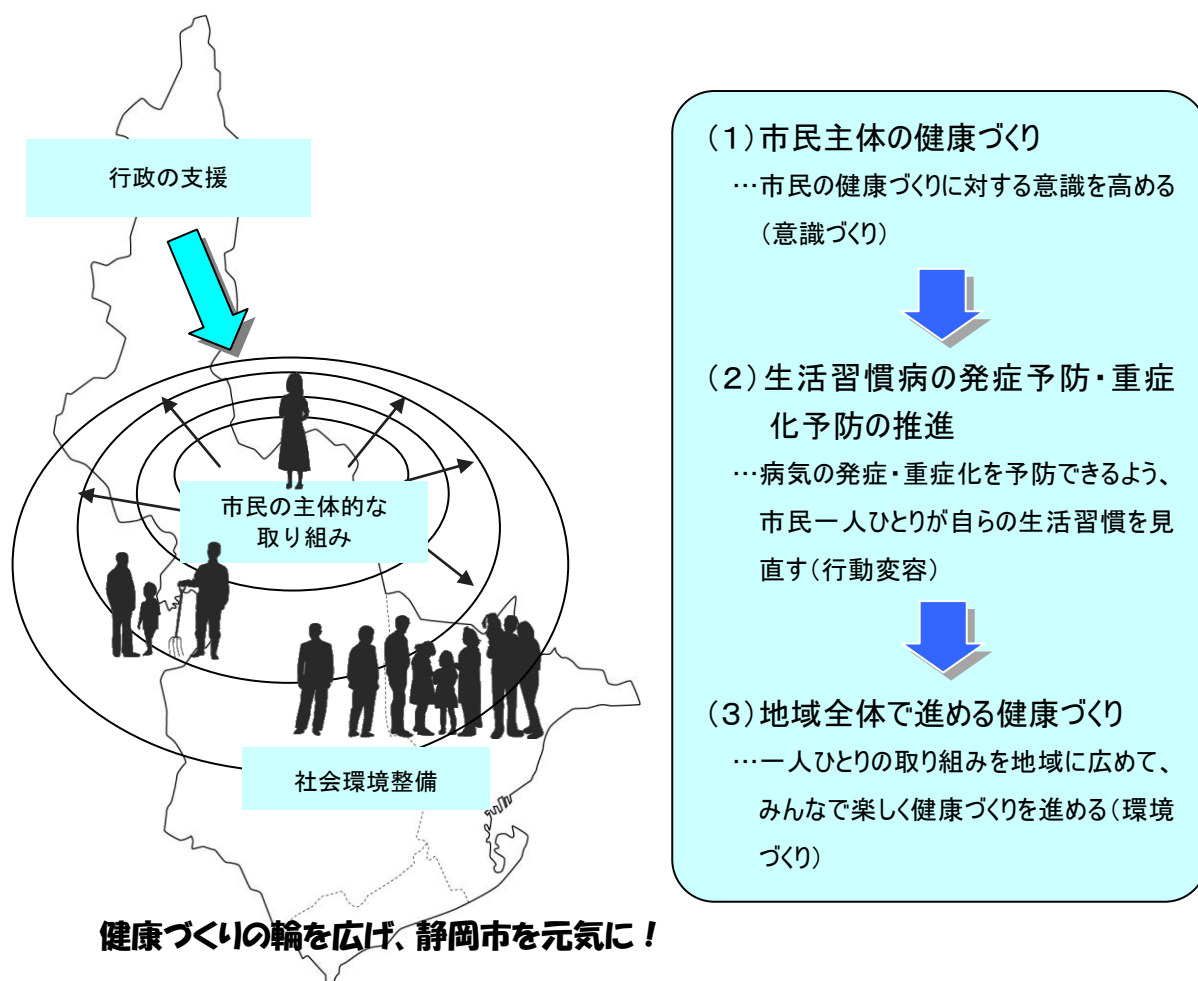 行政の支援
市民の主体的な
取り組み
社会環境整備
健康づくりの輪を広げ、静岡市を元気に！
（１）市民主体の健康づくり
…市民の健康づくりに対する意識を高める
（意識づくり）
（２）生活習慣病の発症予防・重症
化予防の推進
…病気の発症・重症化を予防できるよう、
市民一人ひとりが自らの生活習慣を見
直す（行動変容）
（３）地域全体で進める健康づくり
…一人ひとりの取り組みを地域に広めて、
みんなで楽しく健康づくりを進める（環境
づくり）